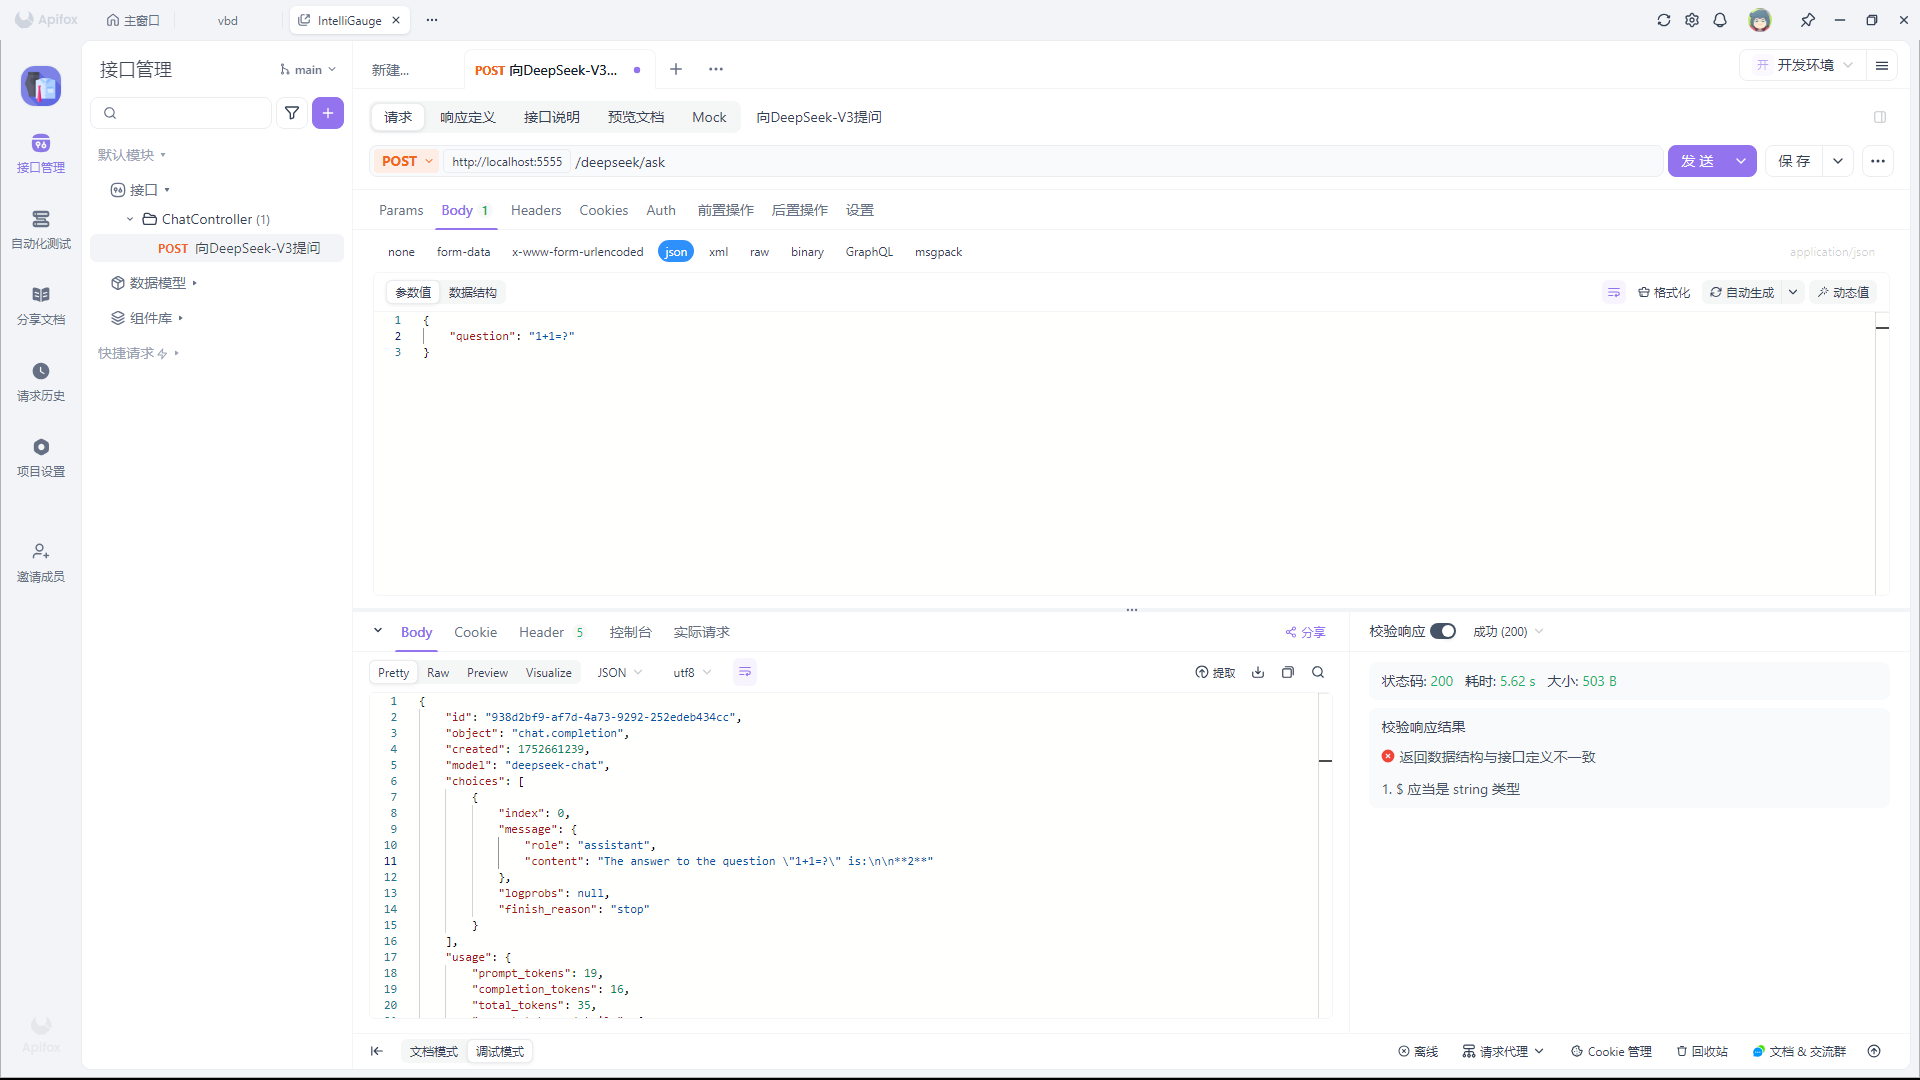 Apifox
主窗口
vbd
IntelliGauge
接口管理
main
新建...
POST 向DeepSeek-V3...
开 开发环境
请求
响应定义
接口说明
预览文档
Mock
向DeepSeek-V3提问
接口管理
自动化测试
分享文档
请求历史
项目设置
邀请成员
Apifox
默认模块
接口
ChatController (1)
POST 向DeepSeek-V3提问
数据模型
组件库
快捷请求
POST
http://localhost:5555
/deepseek/ask
发 送
保 存
Params
Body 1
Headers
Cookies
Auth
前置操作
后置操作
设置
none
form-data
x-www-form-urlencoded
json
xml
raw
binary
GraphQL
msgpack
application/json
参数值
数据结构
格式化
自动生成
动态值
1 {
2 "question": "1+1=?"
3 }
Body
Cookie
Header 5
控制台
实际请求
分享
校验响应
成功 (200)
Pretty
Raw
Preview
Visualize
JSON
utf8
提取
状态码: 200 耗时: 5.62 s 大小: 503 B
校验响应结果
返回数据结构与接口定义不一致
1. $ 应当是 string 类型
1 {
2 "id": "938d2bf9-af7d-4a73-9292-252edeb434cc",
3 "object": "chat.completion",
4 "created": 1752661239,
5 "model": "deepseek-chat",
6 "choices": [
7 {
8 "index": 0,
9 "message": {
10 "role": "assistant",
11 "content": "The answer to the question \"1+1=?\" is:\n\n**2**"
12 },
13 "logprobs": null,
14 "finish_reason": "stop"
15 }
16 ],
17 "usage": {
18 "prompt_tokens": 19,
19 "completion_tokens": 16,
20 "total_tokens": 35,
文档模式
调试模式
离线
请求代理
Cookie 管理
回收站
文档 & 交流群